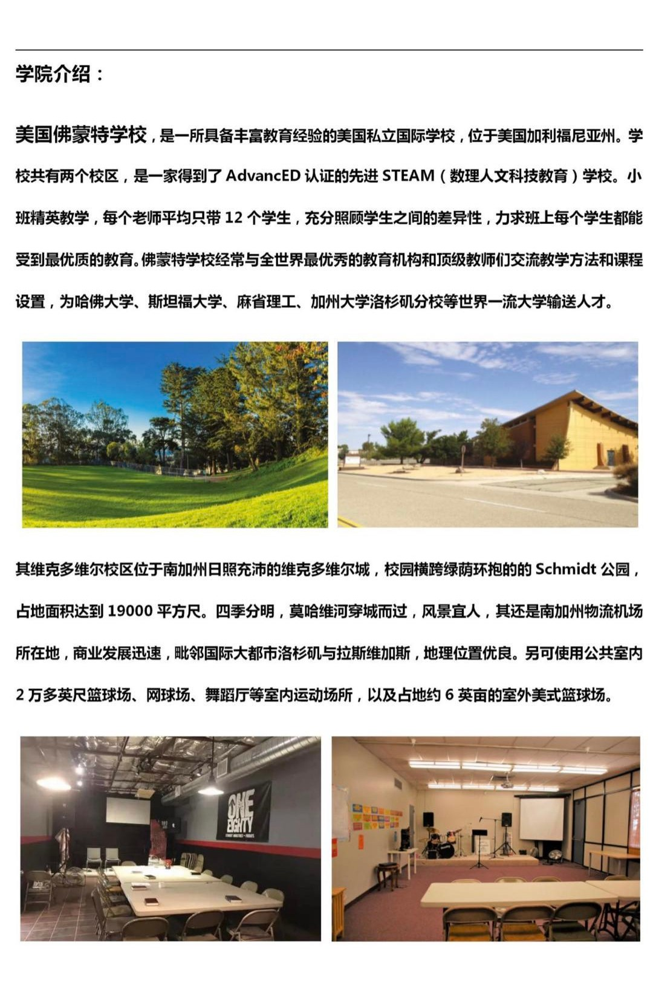 学院介绍：
美国佛蒙特学校，是一所具备丰富教育经验的美国私立国际学校，位于美国加利福尼亚州。学
校共有两个校区，是一家得到了 AdvancED 认证的先进 STEAM（数理人文科技教育）学校。小
班精英教学，每个老师平均只带 12 个学生，充分照顾学生之间的差异性，力求班上每个学生都能
受到最优质的教育。佛蒙特学校经常与全世界最优秀的教育机构和顶级教师们交流教学方法和课程
设置，为哈佛大学、斯坦福大学、麻省理工、加州大学洛杉矶分校等世界一流大学输送人才。
其维克多维尔校区位于南加州日照充沛的维克多维尔城，校园横跨绿荫环抱的的 Schmidt 公园，
占地面积达到 19000 平方尺。四季分明，莫哈维河穿城而过，风景宜人，其还是南加州物流机场
所在地，商业发展迅速，毗邻国际大都市洛杉矶与拉斯维加斯，地理位置优良。另可使用公共室内
2 万多英尺篮球场、网球场、舞蹈厅等室内运动场所，以及占地约 6 英亩的室外美式篮球场。
ONE
EIGHTY